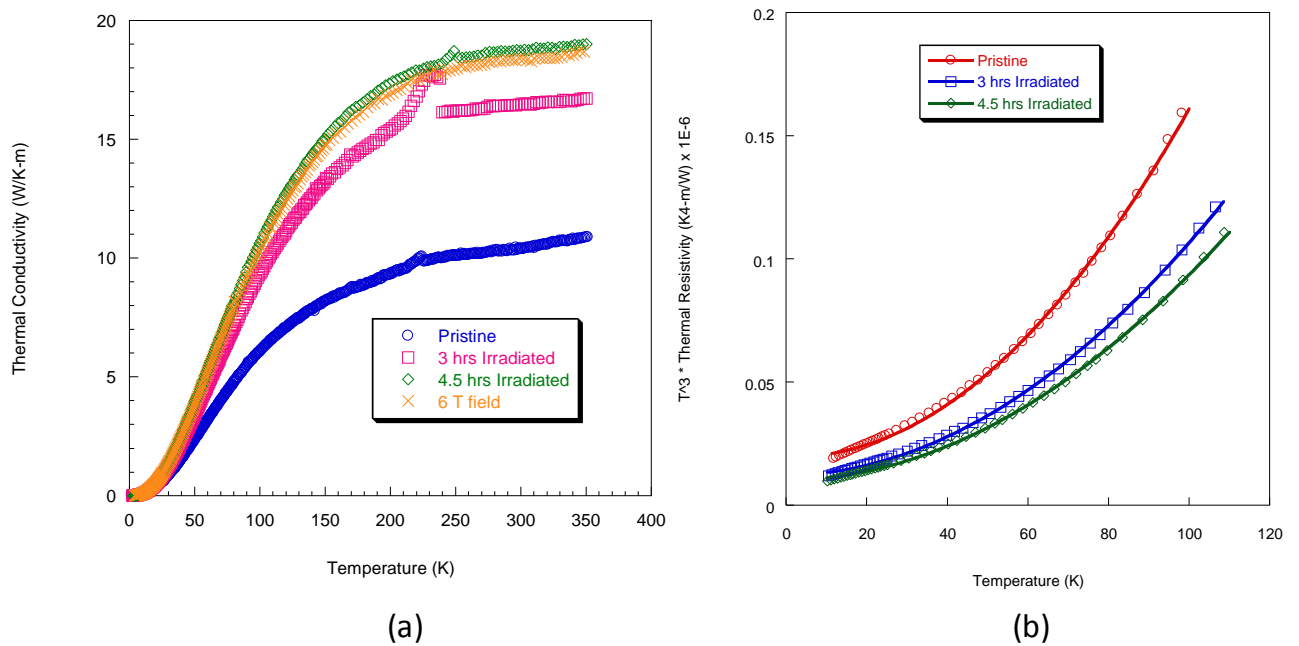 Thermal Conductivity (W/K-m)
20
15
10
5
0
0 50 100 150 200 250 300 350 400
Temperature (K)
Pristine
3 hrs Irradiated
4.5 hrs Irradiated
6 T field
(a)
T^3 * Thermal Resistivity (K4-m/W) x 1E-6
0.2
0.15
0.1
0.05
0
0 20 40 60 80 100 120
Temperature (K)
Pristine
3 hrs Irradiated
4.5 hrs Irradiated
(b)